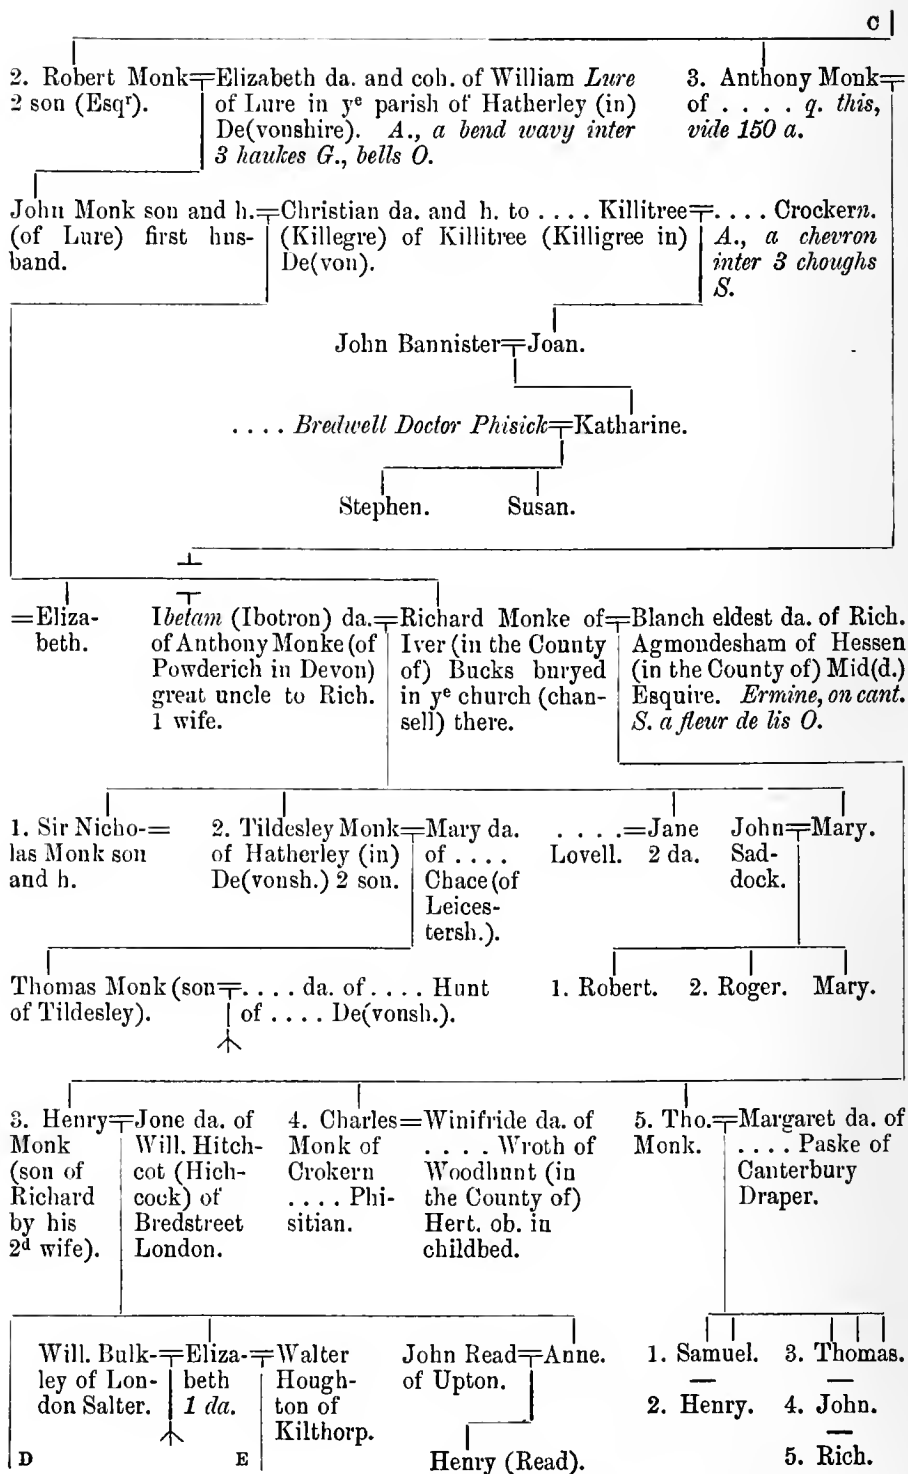 C
2. Robert Monk=Elizabeth da. and coh. of William Lure
2 son (Esqr).
of Lure in ye parish of Hatherley (in)
De(vonshire). A., a bend wavy inter
3 haukes G., bells O.
3. Anthony Monk=
of . . . . q. this,
vide 150 a.
John Monk son and h.=Christian da. and h. to . . . . Killitree=. . . . Crockern.
(of Lure) first hus-
band.
(Killegre) of Killitree (Killigree in)
De(von).
A., a chevron
inter 3 choughs
S.
John Bannister=Joan.
. . . . Bredwell Doctor Phisick=Katharine.
Stephen. Susan.
=Eliza-
beth.
Ibetam (Ibotron) da.=
of Anthony Monke (of
Powderich in Devon)
great uncle to Rich.
1 wife.
Richard Monke of=
Iver (in the County
of) Bucks buryed
in ye church (chan-
sell) there.
Blanch eldest da. of Rich.
Agmondesham of Hessen
(in the County of) Mid(d.)
Esquire. Ermine, on cant.
S. a fleur de lis O.
1. Sir Nicho-=
las Monk son
and h.
2. Tildesley Monk=
of Hatherley (in)
De(vonsh.) 2 son.
Mary da.
of . . . .
Chace (of
Leices-
tersh.).
. . . .=Jane
Lovell. 2 da.
John=Mary.
Sad-
dock.
Thomas Monk (son=. . . . da. of . . . . Hunt
of Tildesley). of . . . . De(vonsh.).
1. Robert. 2. Roger. Mary.
3. Henry=
Monk
(son of
Richard
by his
2d wife).
Jone da. of
Will. Hitch-
cot (Hich-
cock) of
Bredstreet
London.
4. Charles=
Monk of
Crokern
. . . . Phi-
sitian.
Winifride da. of
. . . . Wroth of
Woodhunt (in
the County of)
Hert. ob. in
childbed.
5. Tho.=
Monk.
Margaret da. of
. . . . Paske of
Canterbury
Draper.
Will. Bulk-=
ley of Lon-
don Salter.
Eliza-=
beth
1 da.
Walter
Hough-
ton of
Kilthorp.
John Read=Anne.
of Upton.
Henry (Read).
1. Samuel. 3. Thomas.
2. Henry. 4. John.
5. Rich.
D E